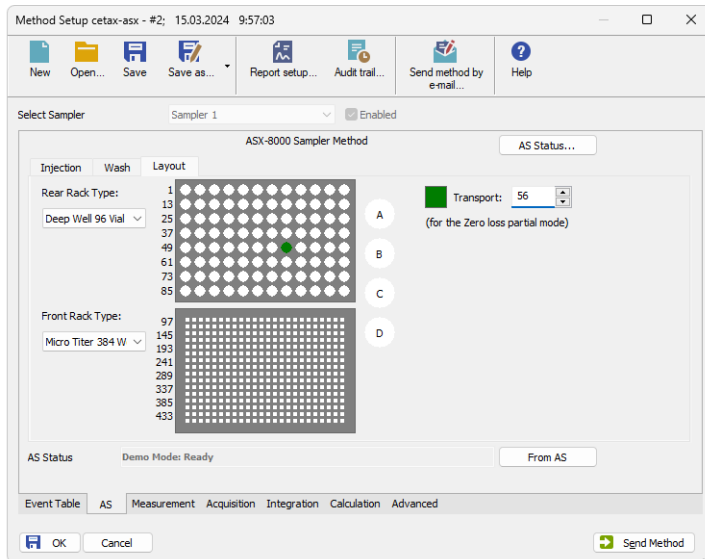 Method Setup cetax-asx - #2;   15.03.2024   9:57:03
New Open... Save Save as... Report setup... Audit trail... Send method by e-mail... Help
Select Sampler Sampler 1 Enabled
ASX-8000 Sampler Method AS Status...
Injection Wash Layout
Rear Rack Type:
Deep Well 96 Vial
1
13
25
37
49
61
73
85
A
B
C
D
Transport: 56
(for the Zero loss partial mode)
Front Rack Type:
Micro Titer 384 W
97
145
193
241
289
337
385
433
AS Status Demo Mode: Ready From AS
Event Table AS Measurement Acquisition Integration Calculation Advanced
OK Cancel Send Method